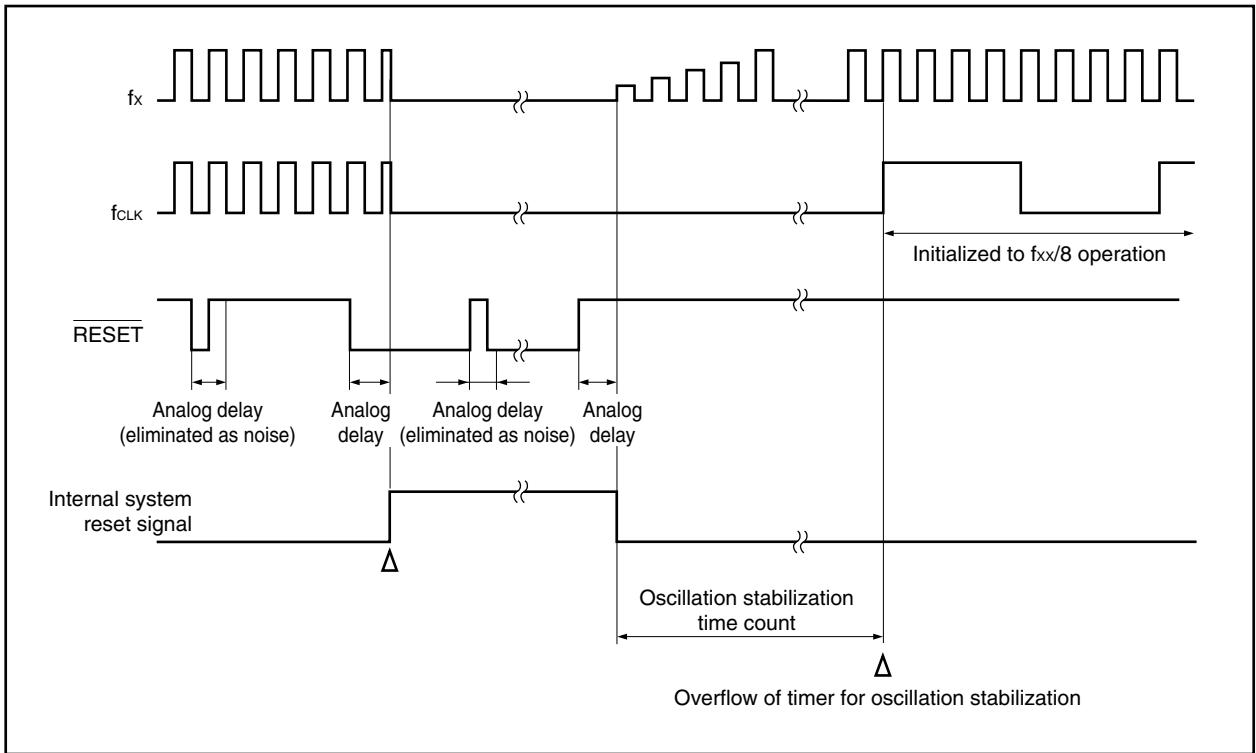 fX
fCLK
Initialized to fXX/8 operation
RESET
Analog delay
(eliminated as noise)
Analog
delay
Analog delay
(eliminated as noise)
Analog
delay
Internal system
reset signal
Oscillation stabilization
time count
Overflow of timer for oscillation stabilization